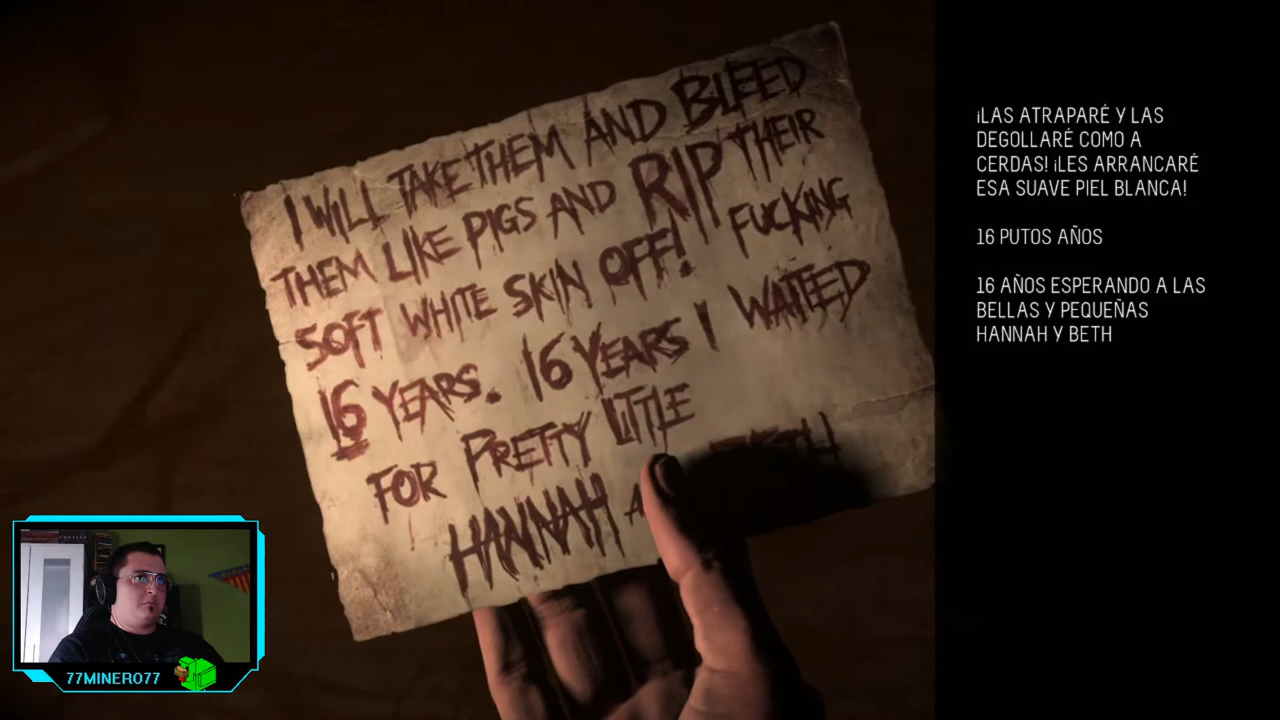 I WILL TAKE THEM AND BLEED
THEM LIKE PIGS AND RIP THEIR
SOFT WHITE SKIN OFF! FUCKING
16 YEARS. 16 YEARS I WAITED
FOR PRETTY LITTLE
HANNAH
¡LAS ATRAPARÉ Y LAS
DEGOLLARÉ COMO A
CERDAS! ¡LES ARRANCARÉ
ESA SUAVE PIEL BLANCA!
16 PUTOS AÑOS
16 AÑOS ESPERANDO A LAS
BELLAS Y PEQUEÑAS
HANNAH Y BETH
77MINERO77